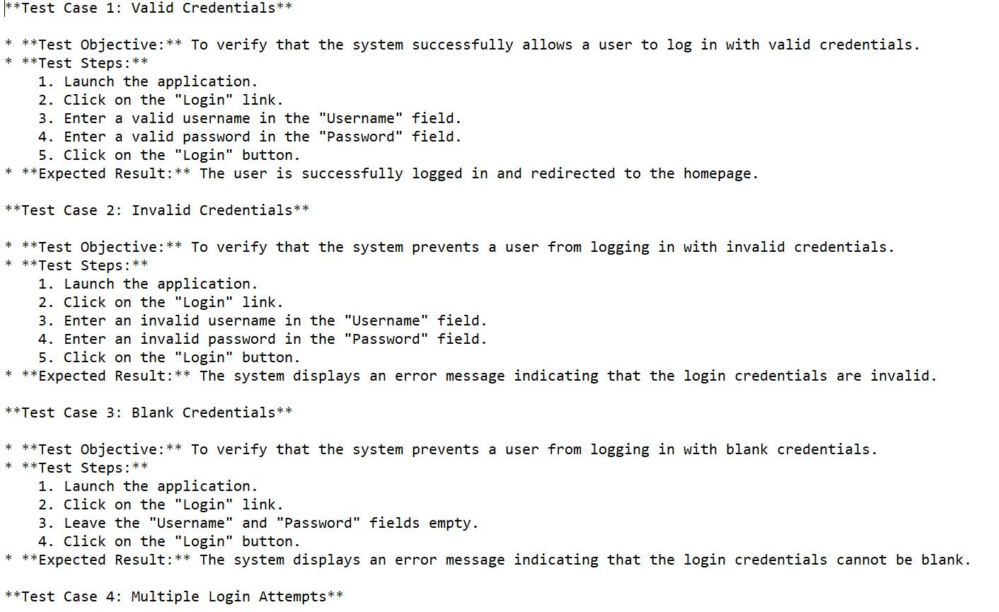 **Test Case 1: Valid Credentials**

* **Test Objective:** To verify that the system successfully allows a user to log in with valid credentials.
* **Test Steps:**
    1. Launch the application.
    2. Click on the "Login" link.
    3. Enter a valid username in the "Username" field.
    4. Enter a valid password in the "Password" field.
    5. Click on the "Login" button.
* **Expected Result:** The user is successfully logged in and redirected to the homepage.

**Test Case 2: Invalid Credentials**

* **Test Objective:** To verify that the system prevents a user from logging in with invalid credentials.
* **Test Steps:**
    1. Launch the application.
    2. Click on the "Login" link.
    3. Enter an invalid username in the "Username" field.
    4. Enter an invalid password in the "Password" field.
    5. Click on the "Login" button.
* **Expected Result:** The system displays an error message indicating that the login credentials are invalid.

**Test Case 3: Blank Credentials**

* **Test Objective:** To verify that the system prevents a user from logging in with blank credentials.
* **Test Steps:**
    1. Launch the application.
    2. Click on the "Login" link.
    3. Leave the "Username" and "Password" fields empty.
    4. Click on the "Login" button.
* **Expected Result:** The system displays an error message indicating that the login credentials cannot be blank.

**Test Case 4: Multiple Login Attempts**